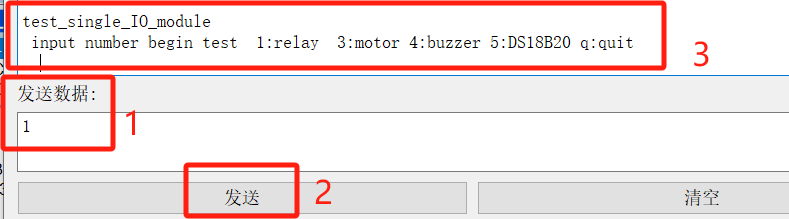 test_single_IO_module
input number begin test  1:relay  3:motor 4:buzzer 5:DS18B20 q:quit
3
发送数据:
1
1
发送
2
清空